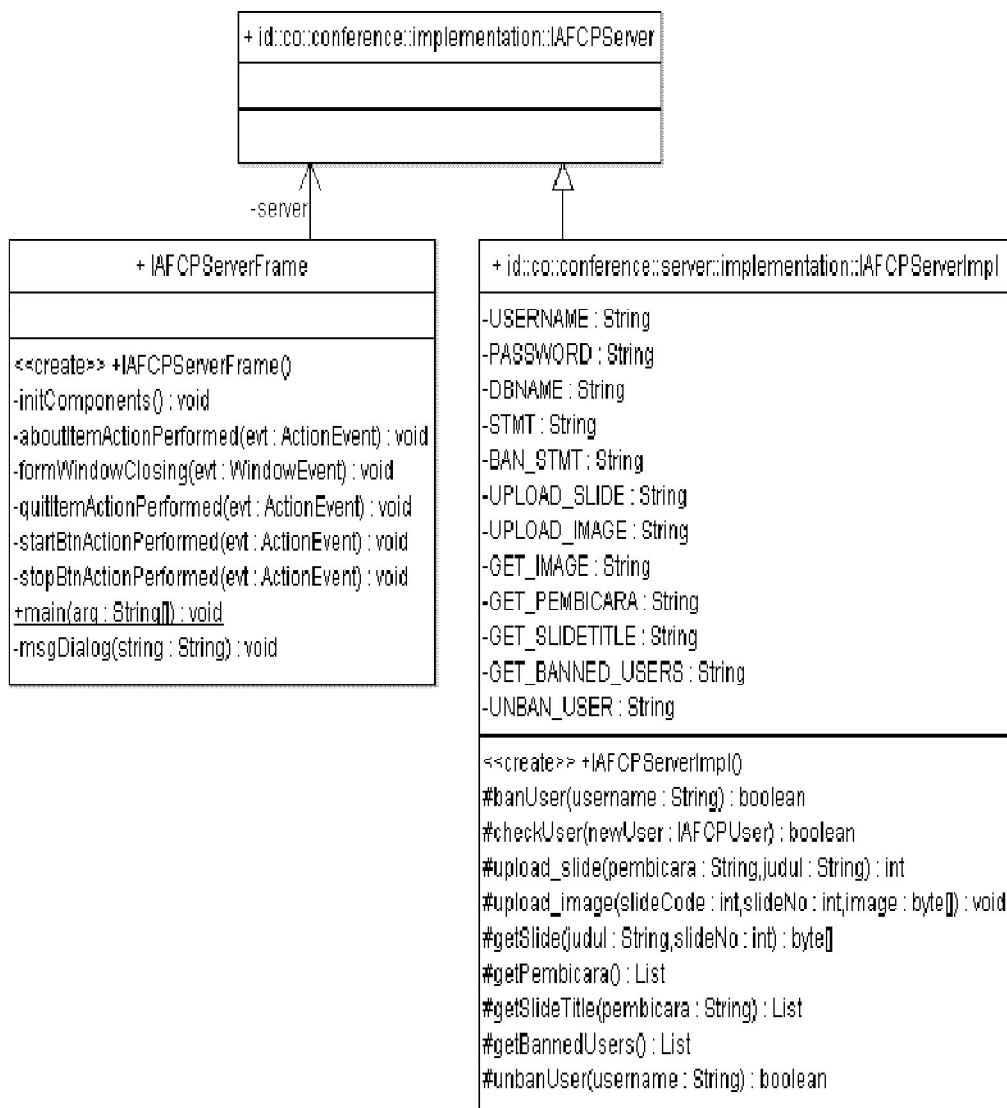 + id::co::conference::implementation::IAFCPServer
-server
+ IAFCPServerFrame
<<create>> +IAFCPServerFrame()
-initComponents() : void
-aboutItemActionPerformed(evt : ActionEvent) : void
-formWindowClosing(evt : WindowEvent) : void
-quitItemActionPerformed(evt : ActionEvent) : void
-startBtnActionPerformed(evt : ActionEvent) : void
-stopBtnActionPerformed(evt : ActionEvent) : void
+main(arg : String[]) : void
-msgDialog(string : String) : void
+ id::co::conference::server::implementation::IAFCPServerImpl
-USERNAME : String
-PASSWORD : String
-DBNAME : String
-STMT : String
-BAN_STMT : String
-UPLOAD_SLIDE : String
-UPLOAD_IMAGE : String
-GET_IMAGE : String
-GET_PEMBICARA : String
-GET_SLIDETITLE : String
-GET_BANNED_USERS : String
-UNBAN_USER : String
<<create>> +IAFCPServerImpl()
#banUser(username : String) : boolean
#checkUser(newUser : IAFCPUser) : boolean
#upload_slide(pembicara : String,judul : String) : int
#upload_image(slideCode : int,slideNo : int,image : byte[]) : void
#getSlide(judul : String,slideNo : int) : byte[]
#getPembicara() : List
#getSlideTitle(pembicara : String) : List
#getBannedUsers() : List
#unbanUser(username : String) : boolean